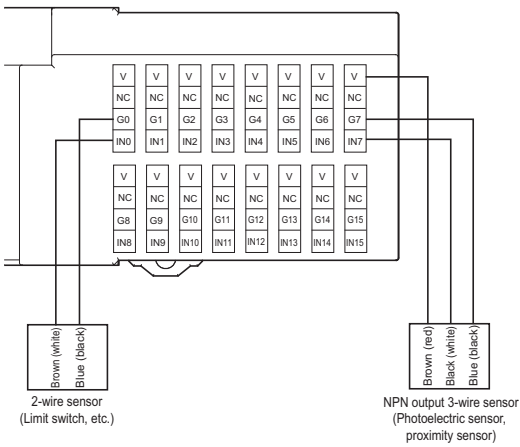 V V V V V V V V
NC NC NC NC NC NC NC NC
G0 G1 G2 G3 G4 G5 G6 G7
IN0 IN1 IN2 IN3 IN4 IN5 IN6 IN7
V V V V V V V V
NC NC NC NC NC NC NC NC
G8 G9 G10 G11 G12 G13 G14 G15
IN8 IN9 IN10 IN11 IN12 IN13 IN14 IN15
Brown (white)
Blue (black)
2-wire sensor
(Limit switch, etc.)
Brown (red)
Black (white)
Blue (black)
NPN output 3-wire sensor
(Photoelectric sensor,
proximity sensor)